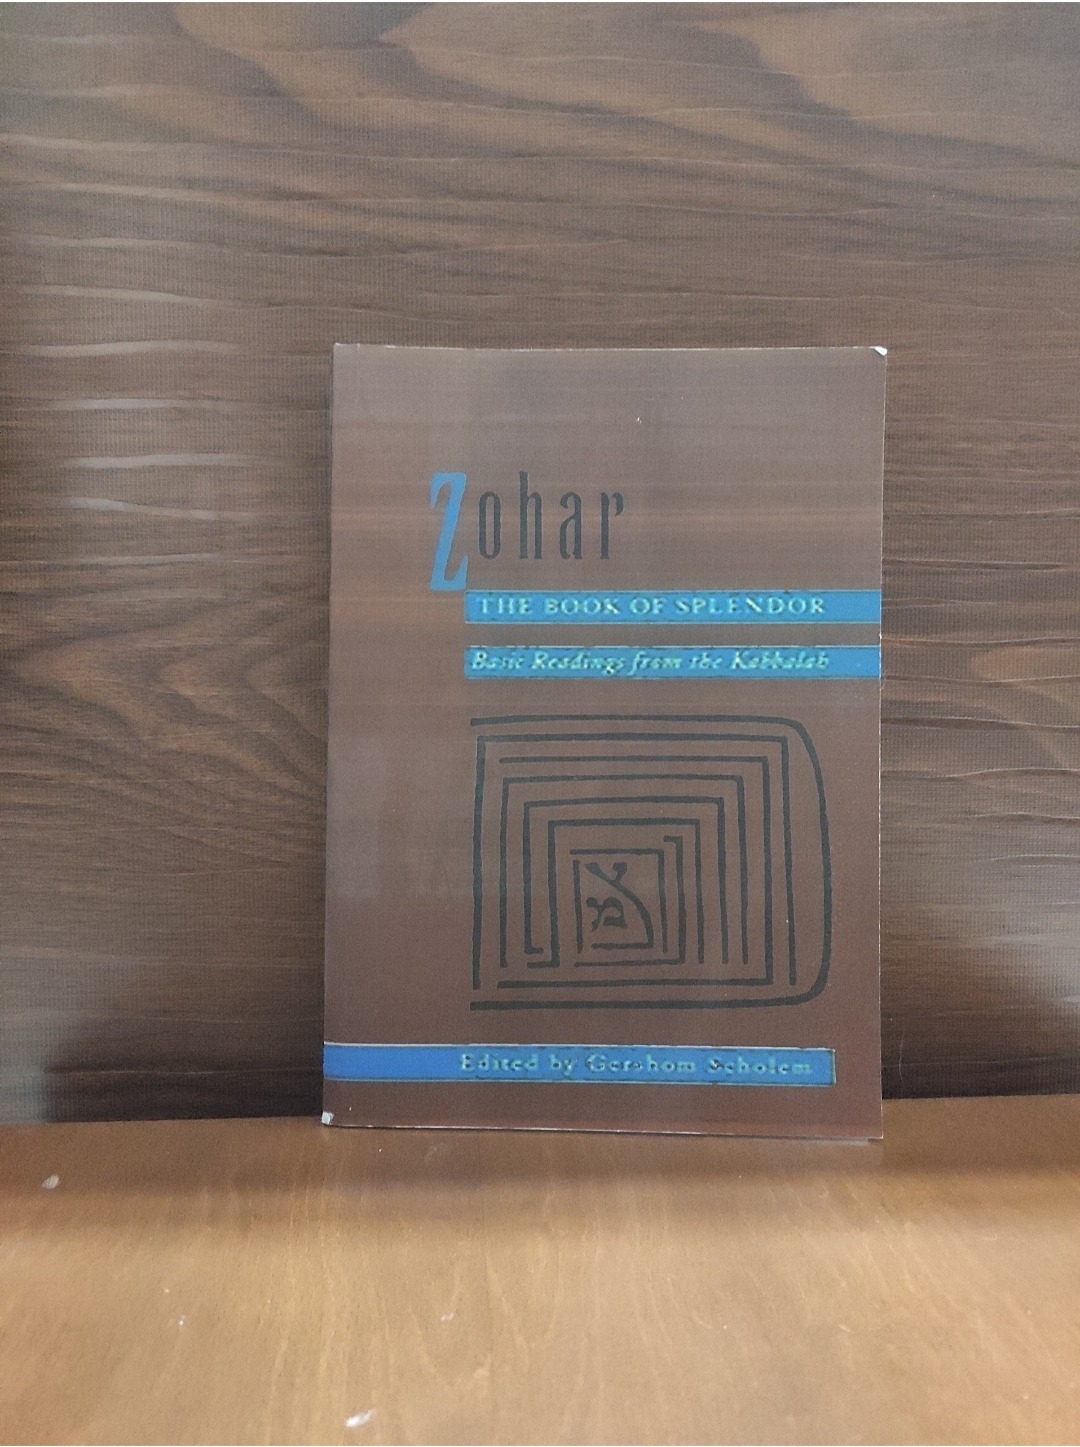 Zohar
THE BOOK OF SPLENDOR
Basic Readings from the Kabbalah
Edited by Gershom Scholem